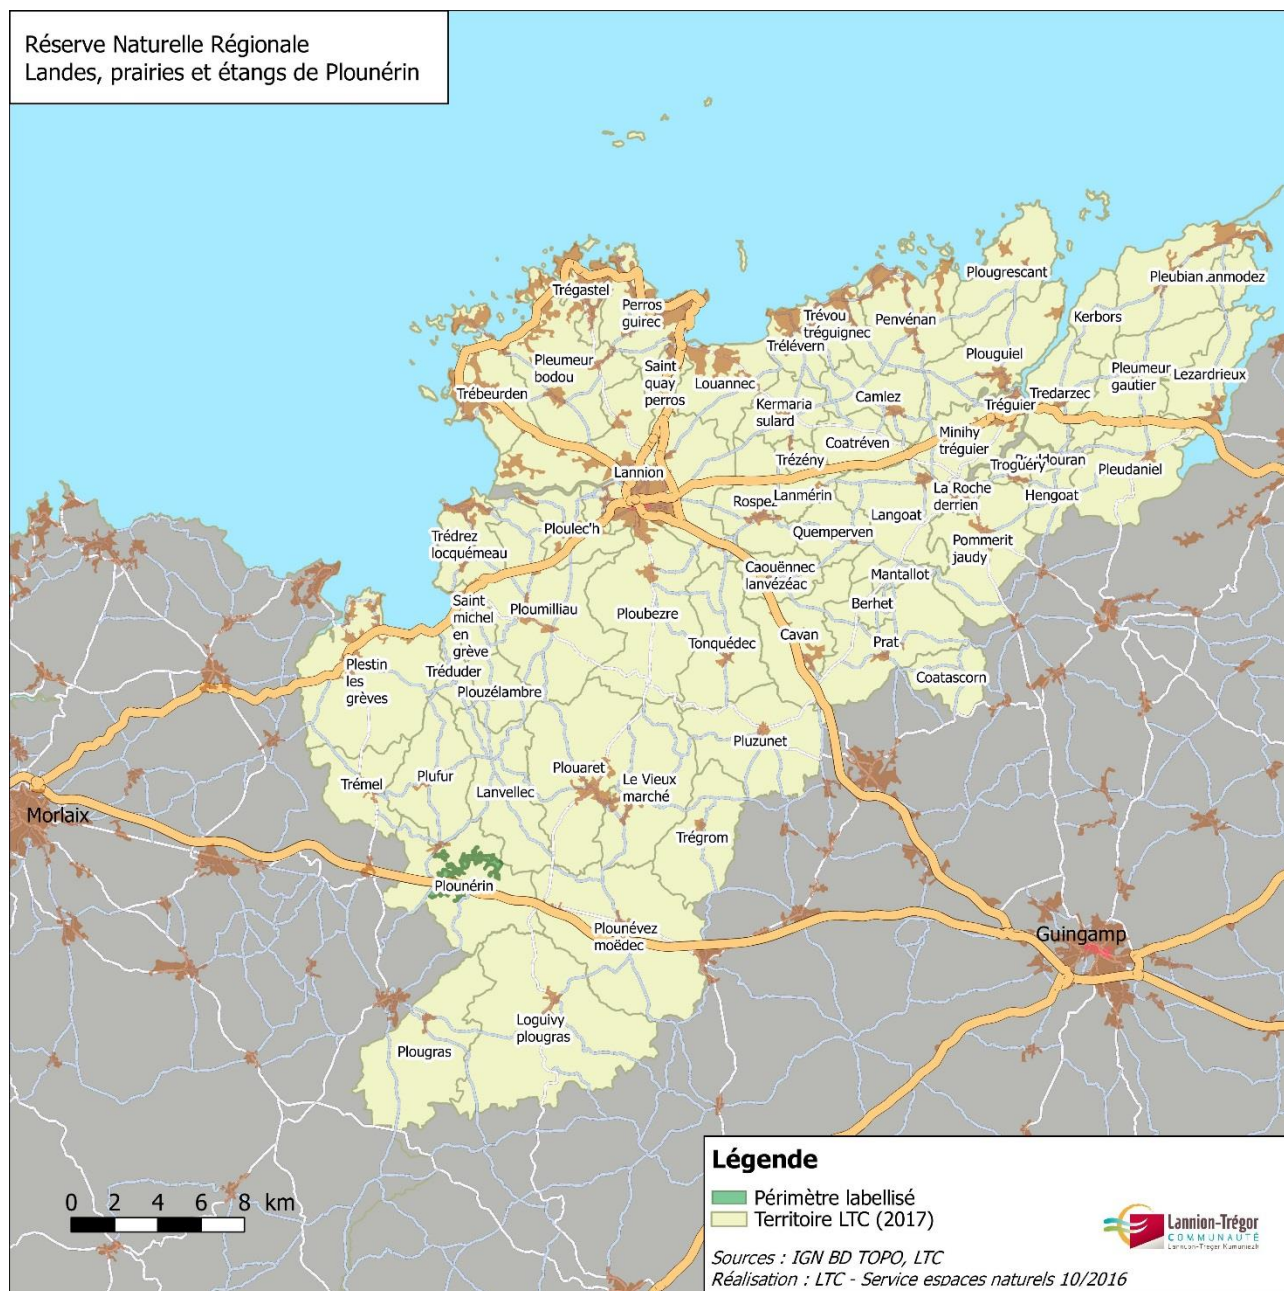 Réserve Naturelle Régionale
Landes, prairies et étangs de Plounérin
Plougrescant
Pleubian
Lanmodez
Trégastel
Perros
guirec
Trévou
tréguignec
Penvénan
Kerbors
Trélévern
Plouguiel
Pleumeur
bodou
Saint
quay
perros
Louannec
Pleumeur
gautier
Lezardrieux
Trébeurden
Kermaria
sulard
Camlez
Tréguier
Tredarzec
Coatréven
Minihy
tréguier
Lannion
Trézény
Troguéry
Pouldouran
Pleudaniel
Rospez
Lanmérin
La Roche
derrien
Hengoat
Langoat
Trédrez
locquémeau
Ploulec'h
Quemperven
Pommerit
jaudy
Caouënnec
lanvézéac
Mantallot
Saint
michel
en
grève
Ploumilliau
Ploubezre
Berhet
Tonquédec
Cavan
Prat
Plestin
les
grèves
Tréduder
Plouzélambre
Coatascorn
Pluzunet
Trémel
Plufur
Lanvellec
Plouaret
Le Vieux
marché
Morlaix
Trégrom
Plounérin
Plounévez
moëdec
Guingamp
Loguivy
plougras
Plougras
0 2 4 6 8 km
Légende
Périmètre labellisé
Territoire LTC (2017)
Sources : IGN BD TOPO, LTC
Réalisation : LTC - Service espaces naturels 10/2016
Lannion-Trégor
COMMUNAUTÉ
Lannuon-Treger Kumuniezh